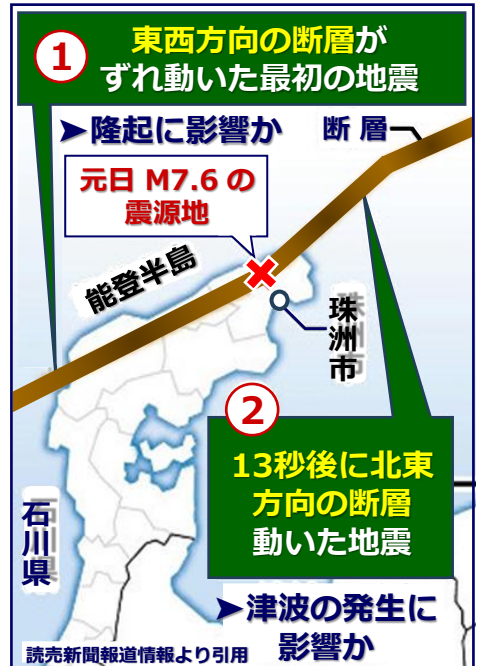 ① 東西方向の断層が
ずれ動いた最初の地震
➤隆起に影響か
断 層
元日 M7.6 の
震源地
能登半島
珠洲市
② 13秒後に北東
方向の断層
動いた地震
石川県
➤津波の発生に
影響か
読売新聞報道情報より引用